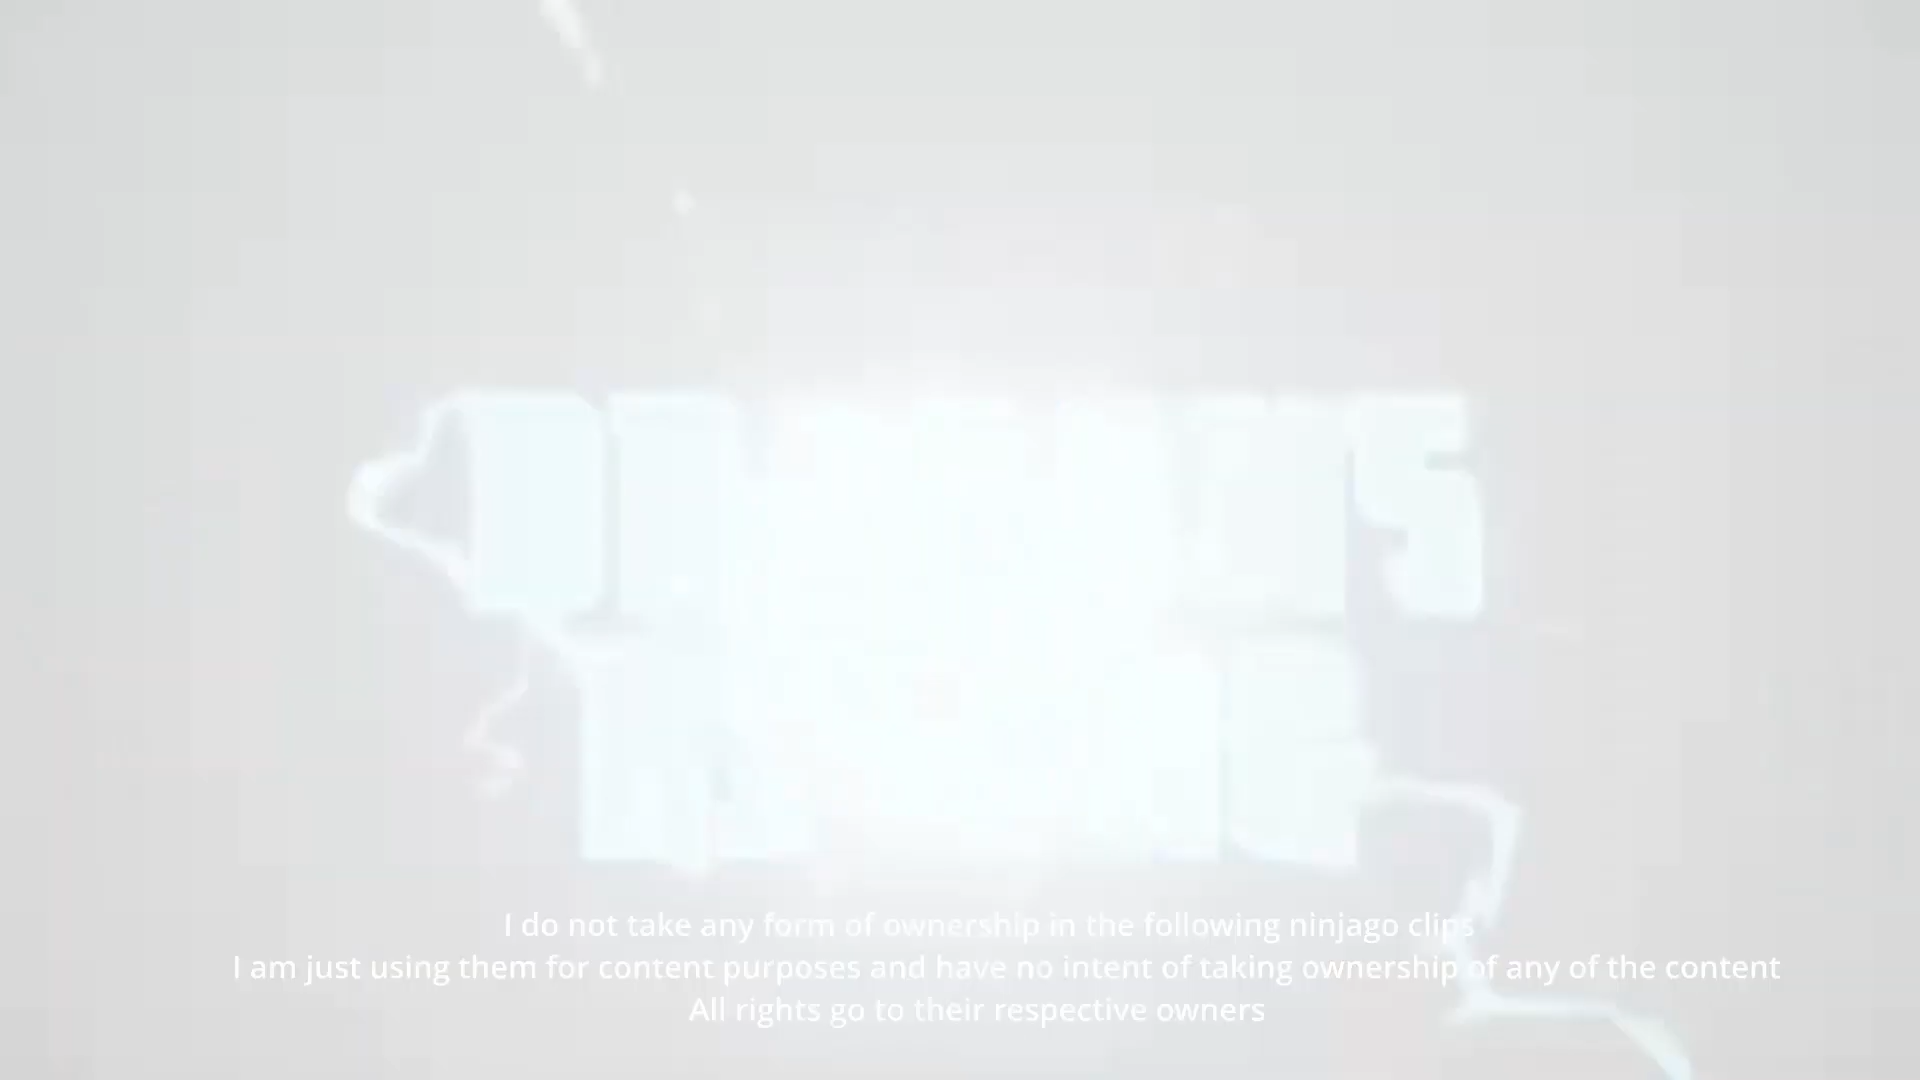 I do not take any form of ownership in the following ninjago clips
I am just using them for content purposes and have no intent of taking ownership of any of the content
All rights go to their respective owners